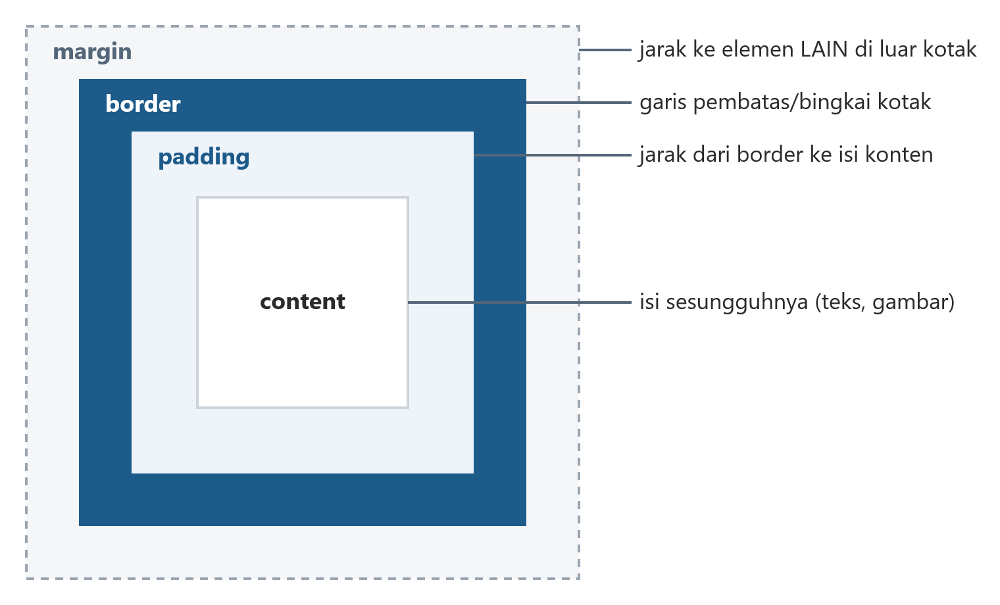 margin
jarak ke elemen LAIN di luar kotak
border
garis pembatas/bingkai kotak
padding
jarak dari border ke isi konten
content
isi sesungguhnya (teks, gambar)